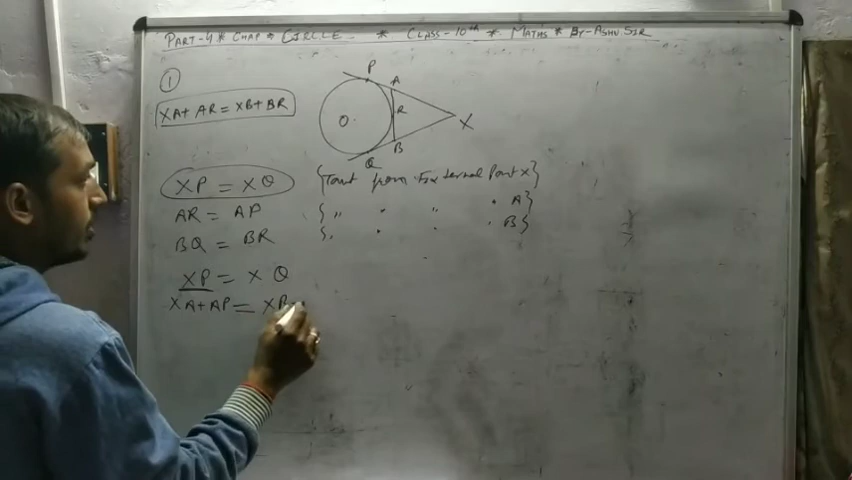 PART-4 * CHAP * CIRCLE * CLASS-10th * MATHS * BY-ASHU SIR
①
XA + AR = XB + BR
P
A
R
O
X
B
Q
XP = XQ {Tant from External Point X}
AR = AP { " " " " A}
BQ = BR { " " " " B}
XP = XQ
XA + AP = XB